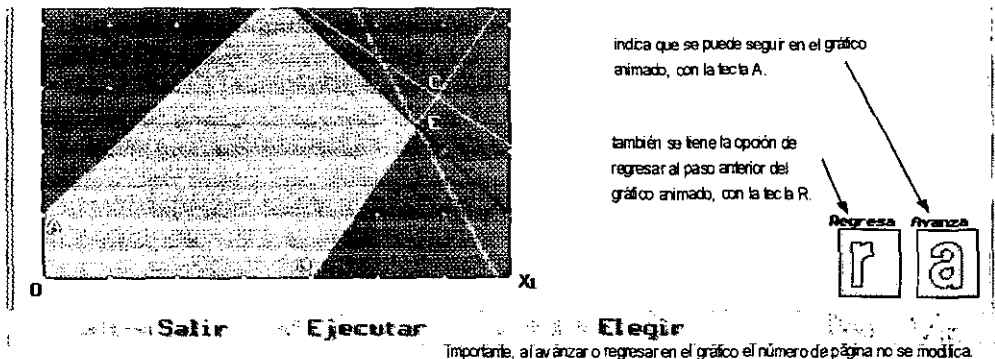 indica que se puede seguir en el gráfico
animado, con la tecla A.
también se tiene la opción de
regresar al paso anterior del
gráfico animado, con la tecla R.
Regresa Avanza
r a
0 X1
Salir Ejecutar Elegir
Importante, al avanzar o regresar en el gráfico el número de página no se modifica.